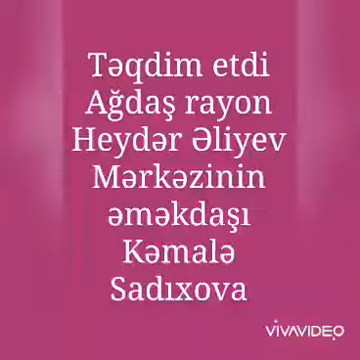 Təqdim etdi
Ağdaş rayon
Heydər Əliyev
Mərkəzinin
əməkdaşı
Kəmalə
Sadıxova
VIVAVIDEO